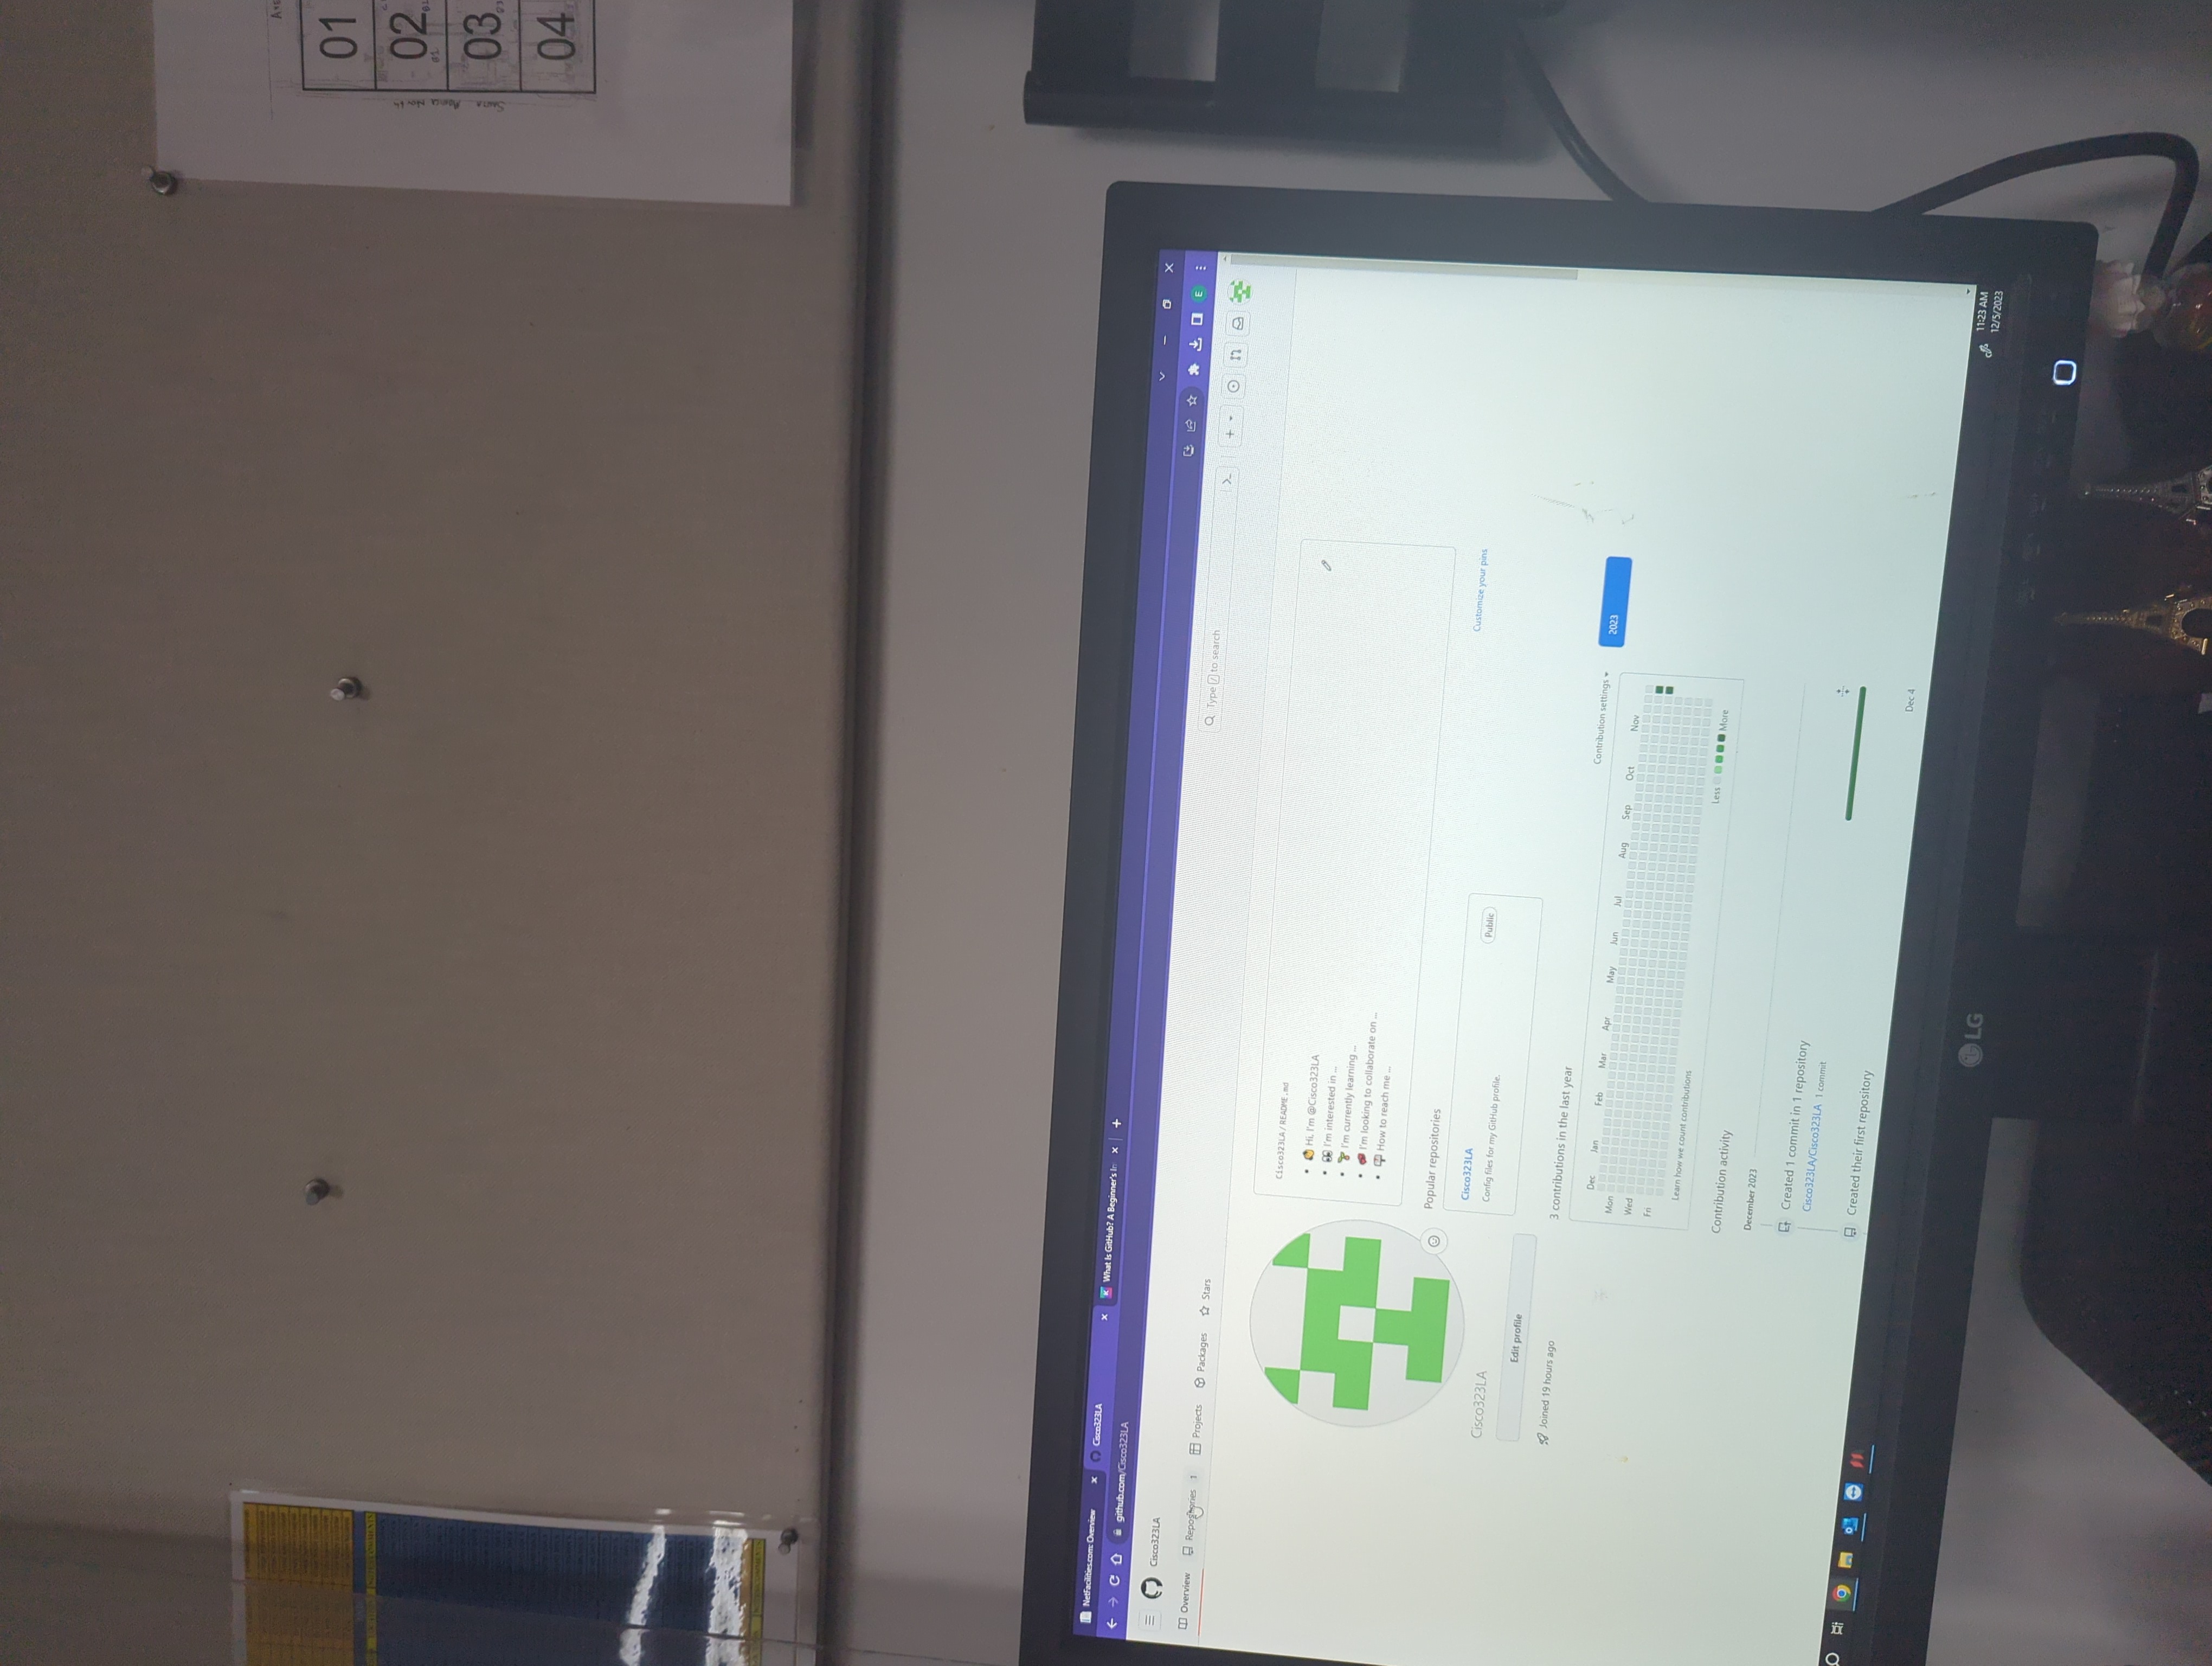 NOTES/COMMENTS
NOTES/COMMENTS
01
02
03
04
NetFacilities.com: Overview
Cisco323LA
What Is GitHub? A Beginner's In
github.com/Cisco323LA
Cisco323LA
Overview
Repositories 1
Projects
Packages
Stars
Type / to search
E
Cisco323LA / README.md
Hi, I'm @Cisco323LA
I'm interested in ...
I'm currently learning ...
I'm looking to collaborate on ...
How to reach me ...
Cisco323LA
Edit profile
Joined 19 hours ago
Popular repositories
Customize your pins
Cisco323LA
Public
Config files for my GitHub profile.
3 contributions in the last year
Contribution settings
2023
Dec Jan Feb Mar Apr May Jun Jul Aug Sep Oct Nov
Mon
Wed
Fri
Learn how we count contributions
Less More
Contribution activity
December 2023
Created 1 commit in 1 repository
Cisco323LA/Cisco323LA 1 commit
Created their first repository
Dec 4
11:23 AM
12/5/2023
LG